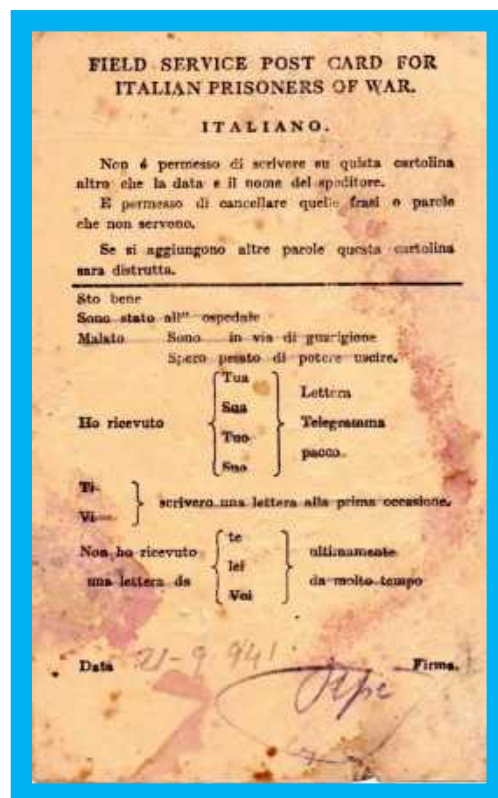 FIELD SERVICE POST CARD FOR
ITALIAN PRISONERS OF WAR.
ITALIANO.
Non é permesso di scrivere su quista cartolina
altro che la data e il nome del speditore.
E permesso di cancellare quelle frasi o parole
che non servono.
Se si aggiungono altre parole questa cartolina
sara distrutta.
Sto bene
Sono stato all'' ospedale
Malato Sono in via di guarigione
Spero presto di potere uscire.
Tua
Lettera
Sua
Ho ricevuto Telegramma
Tuo
pacco
Suo
Ti
scrivero una lettera alla prima occasione.
Vi
Non ho ricevuto te ultimamente
lei
una lettera da da molto tempo
Voi
Data 21-9-941 Firma.